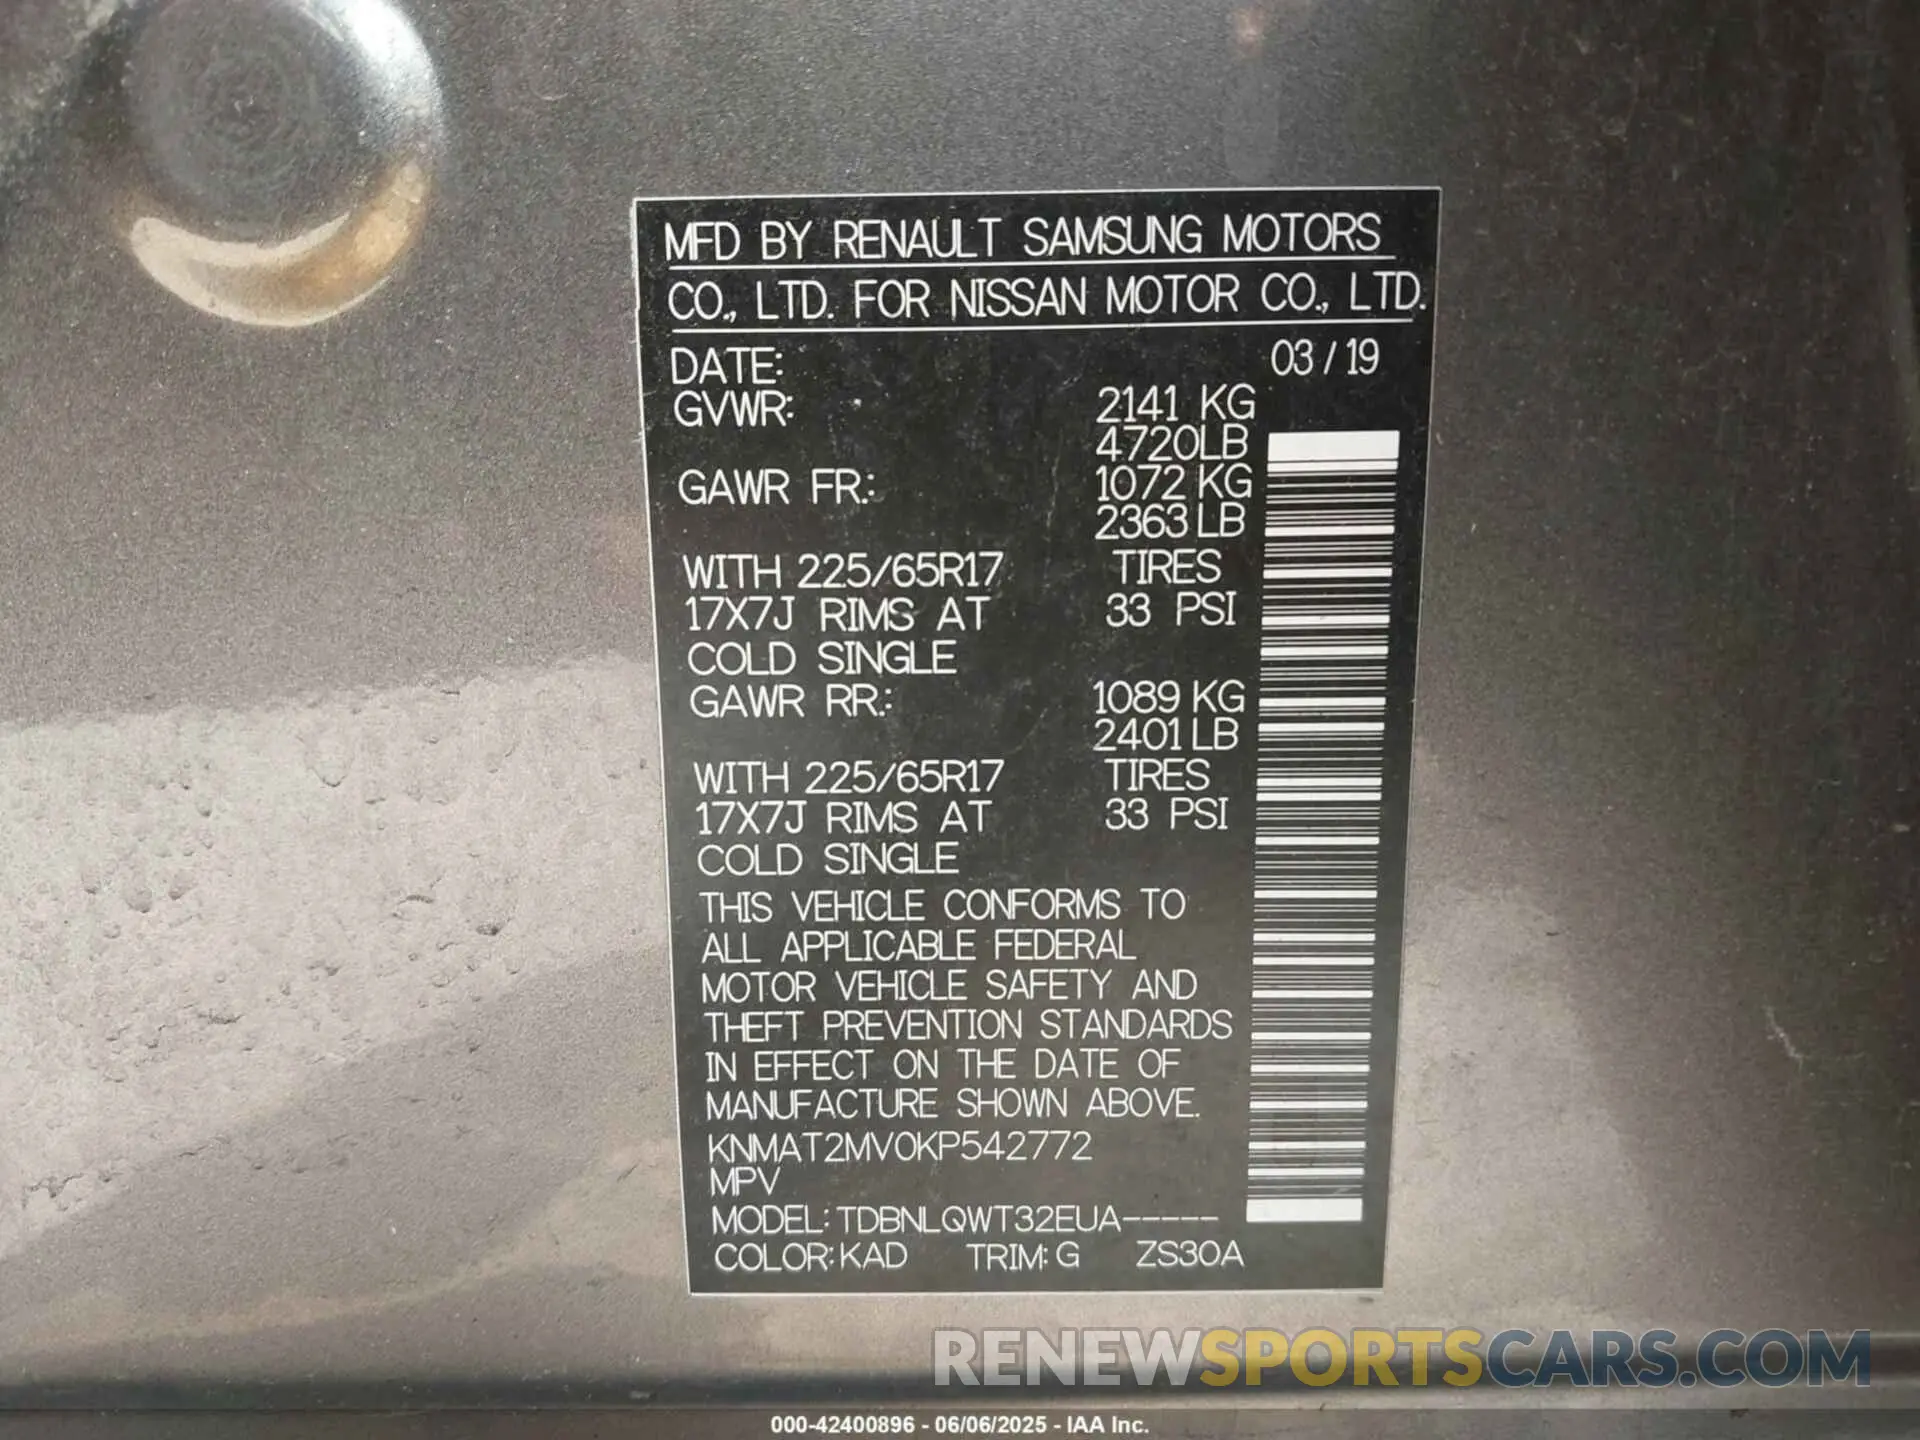 MFD BY RENAULT SAMSUNG MOTORS
CO., LTD. FOR NISSAN MOTOR CO., LTD.
DATE: 03 / 19
GVWR: 2141 KG
4720LB
GAWR FR.: 1072 KG
2363 LB
WITH 225/65R17 TIRES
17X7J RIMS AT 33 PSI
COLD SINGLE
GAWR RR.: 1089 KG
2401 LB
WITH 225/65R17 TIRES
17X7J RIMS AT 33 PSI
COLD SINGLE
THIS VEHICLE CONFORMS TO
ALL APPLICABLE FEDERAL
MOTOR VEHICLE SAFETY AND
THEFT PREVENTION STANDARDS
IN EFFECT ON THE DATE OF
MANUFACTURE SHOWN ABOVE.
KNMAT2MV0KP542772
MPV
MODEL: TDBNLQWT32EUA-----
COLOR: KAD TRIM: G ZS30A
RENEWSPORTSCARS.COM
000-42400896 - 06/06/2025 - IAA Inc.